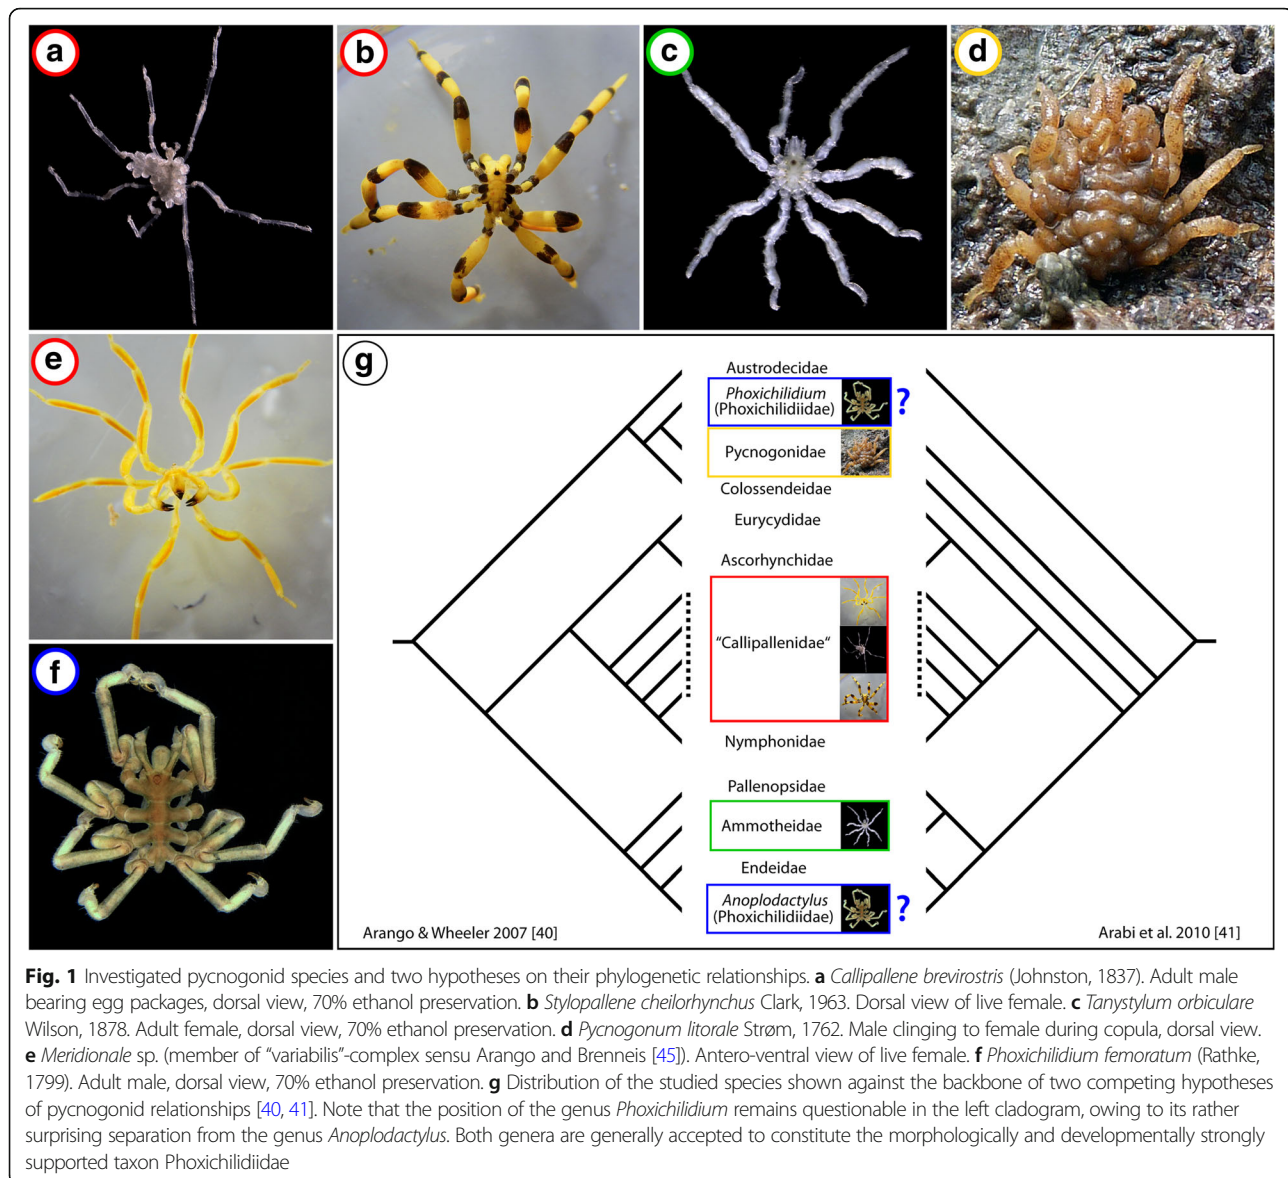 a
b
c
d
e
f
g
Austrodecidae
Phoxichilidium
(Phoxichilidiidae)
?
Pycnogonidae
Colossendeidae
Eurycydidae
Ascorhynchidae
“Callipallenidae“
Nymphonidae
Pallenopsidae
Ammotheidae
Endeidae
Anoplodactylus
(Phoxichilidiidae)
?
Arango & Wheeler 2007 [40]
Arabi et al. 2010 [41]
Fig. 1 Investigated pycnogonid species and two hypotheses on their phylogenetic relationships. a Callipallene brevirostris (Johnston, 1837). Adult male
bearing egg packages, dorsal view, 70% ethanol preservation. b Stylopallene cheilorhynchus Clark, 1963. Dorsal view of live female. c Tanystylum orbiculare
Wilson, 1878. Adult female, dorsal view, 70% ethanol preservation. d Pycnogonum litorale Strøm, 1762. Male clinging to female during copula, dorsal view.
e Meridionale sp. (member of “variabilis”-complex sensu Arango and Brenneis [45]). Antero-ventral view of live female. f Phoxichilidium femoratum (Rathke,
1799). Adult male, dorsal view, 70% ethanol preservation. g Distribution of the studied species shown against the backbone of two competing hypotheses
of pycnogonid relationships [40, 41]. Note that the position of the genus Phoxichilidium remains questionable in the left cladogram, owing to its rather
surprising separation from the genus Anoplodactylus. Both genera are generally accepted to constitute the morphologically and developmentally strongly
supported taxon Phoxichilidiidae